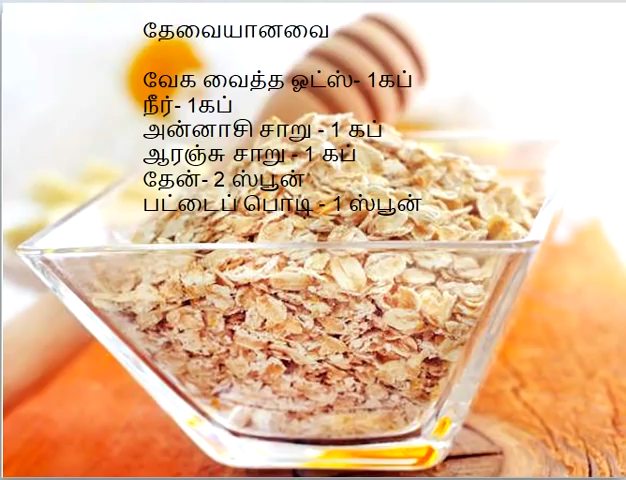 தேவையானவை
வேக வைத்த ஓட்ஸ்- 1கப்
நீர்- 1கப்
அன்னாசி சாறு - 1 கப்
ஆரஞ்சு சாறு - 1 கப்
தேன்- 2 ஸ்பூன்
பட்டைப் பொடி - 1 ஸ்பூன்